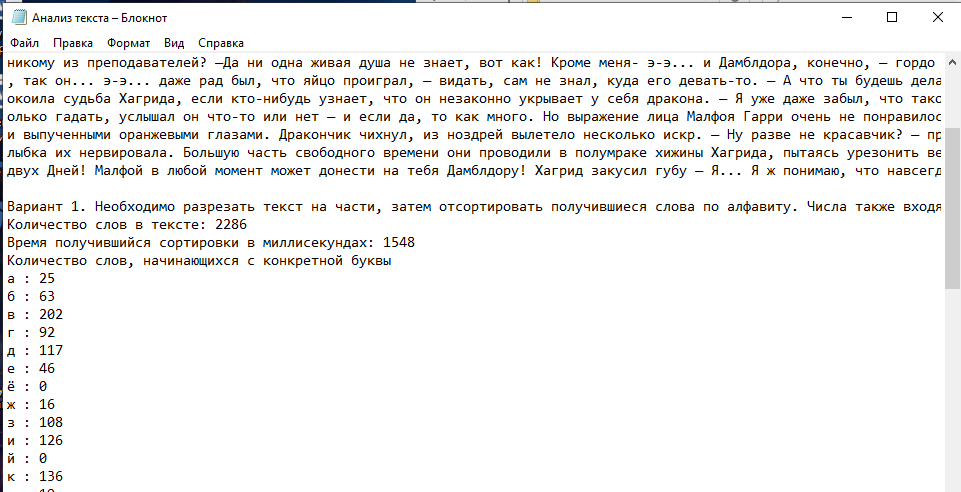 Анализ текста – Блокнот
Файл Правка Формат Вид Справка
никому из преподавателей? —Да ни одна живая душа не знает, вот как! Кроме меня- э-э... и Дамблдора, конечно, — гордо
, так он... э-э... даже рад был, что яйцо проиграл, — видать, сам не знал, куда его девать-то. — А что ты будешь дела
окоила судьба Хагрида, если кто-нибудь узнает, что он незаконно укрывает у себя дракона. — Я уже даже забыл, что тако
олько гадать, услышал он что-то или нет — и если да, то как много. Но выражение лица Малфоя Гарри очень не понравилос
и выпученными оранжевыми глазами. Дракончик чихнул, из ноздрей вылетело несколько искр. — Ну разве не красавчик? — пр
лыбка их нервировала. Большую часть свободного времени они проводили в полумраке хижины Хагрида, пытаясь урезонить ве
двух Дней! Малфой в любой момент может донести на тебя Дамблдору! Хагрид закусил губу — Я... Я ж понимаю, что навсегд
Вариант 1. Необходимо разрезать текст на части, затем отсортировать получившиеся слова по алфавиту. Числа также входя
Количество слов в тексте: 2286
Время получившийся сортировки в миллисекундах: 1548
Количество слов, начинающихся с конкретной буквы
а : 25
б : 63
в : 202
г : 92
д : 117
е : 46
ё : 0
ж : 16
з : 108
и : 126
й : 0
к : 136